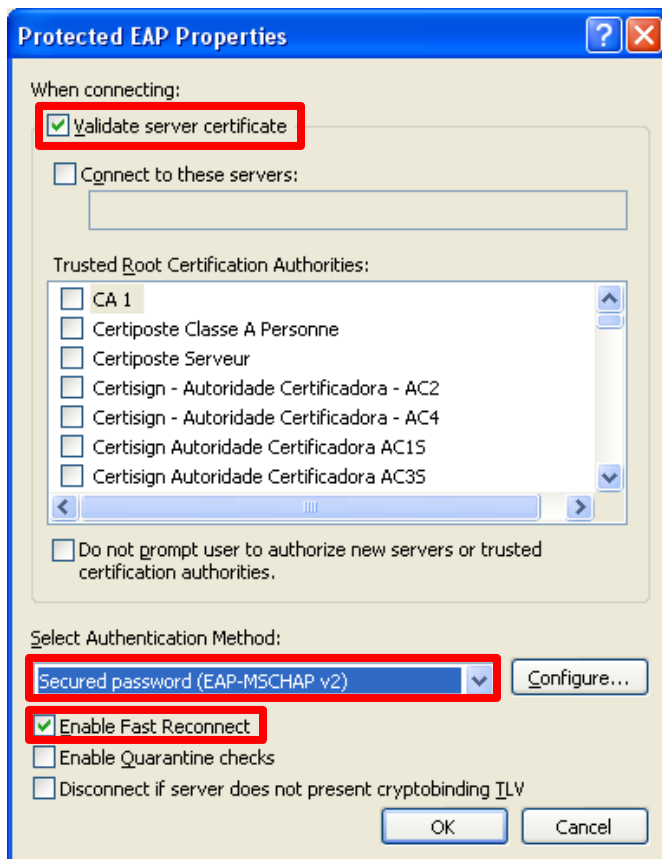 Protected EAP Properties
When connecting:
Validate server certificate
Connect to these servers:
Trusted Root Certification Authorities:
CA 1
Certiposte Classe A Personne
Certiposte Serveur
Certisign - Autoridade Certificadora - AC2
Certisign - Autoridade Certificadora - AC4
Certisign Autoridade Certificadora AC1S
Certisign Autoridade Certificadora AC3S
Do not prompt user to authorize new servers or trusted
certification authorities.
Select Authentication Method:
Secured password (EAP-MSCHAP v2)
Configure...
Enable Fast Reconnect
Enable Quarantine checks
Disconnect if server does not present cryptobinding TLV
OK
Cancel